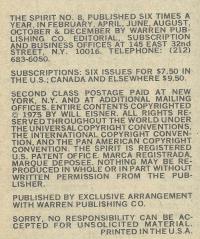 THE SPIRIT NO. 8, PUBLISHED SIX TIMES A
YEAR, IN FEBRUARY, APRIL, JUNE, AUGUST,
OCTOBER & DECEMBER BY WARREN PUB-
LISHING CO. EDITORIAL, SUBSCRIPTION
AND BUSINESS OFFICES AT 145 EAST 32nd
STREET, N.Y. 10016. TELEPHONE: (212)
683-6050.
SUBSCRIPTIONS: SIX ISSUES FOR $7.50 IN
THE U.S.; CANADA AND ELSEWHERE $9.50.
SECOND CLASS POSTAGE PAID AT NEW
YORK, N.Y. AND AT ADDITIONAL MAILING
OFFICES. ENTIRE CONTENTS COPYRIGHTED
© 1975 BY WILL EISNER. ALL RIGHTS RE-
SERVED THROUGHOUT THE WORLD UNDER
THE UNIVERSAL COPYRIGHT CONVENTIONS,
THE INTERNATIONAL COPYRIGHT CONVEN-
TION, AND THE PAN AMERICAN COPYRIGHT
CONVENTION. THE SPIRIT IS REGISTERED
U.S. PATENT OFFICE. MARCA REGISTRADA,
MARQUE DEPOSEE. NOTHING MAY BE RE-
PRODUCED IN WHOLE OR IN PART WITHOUT
WRITTEN PERMISSION FROM THE PUB-
LISHER.
PUBLISHED BY EXCLUSIVE ARRANGEMENT
WITH WARREN PUBLISHING CO.
SORRY, NO RESPONSIBILITY CAN BE AC-
CEPTED FOR UNSOLICITED MATERIAL.
PRINTED IN THE U.S.A.